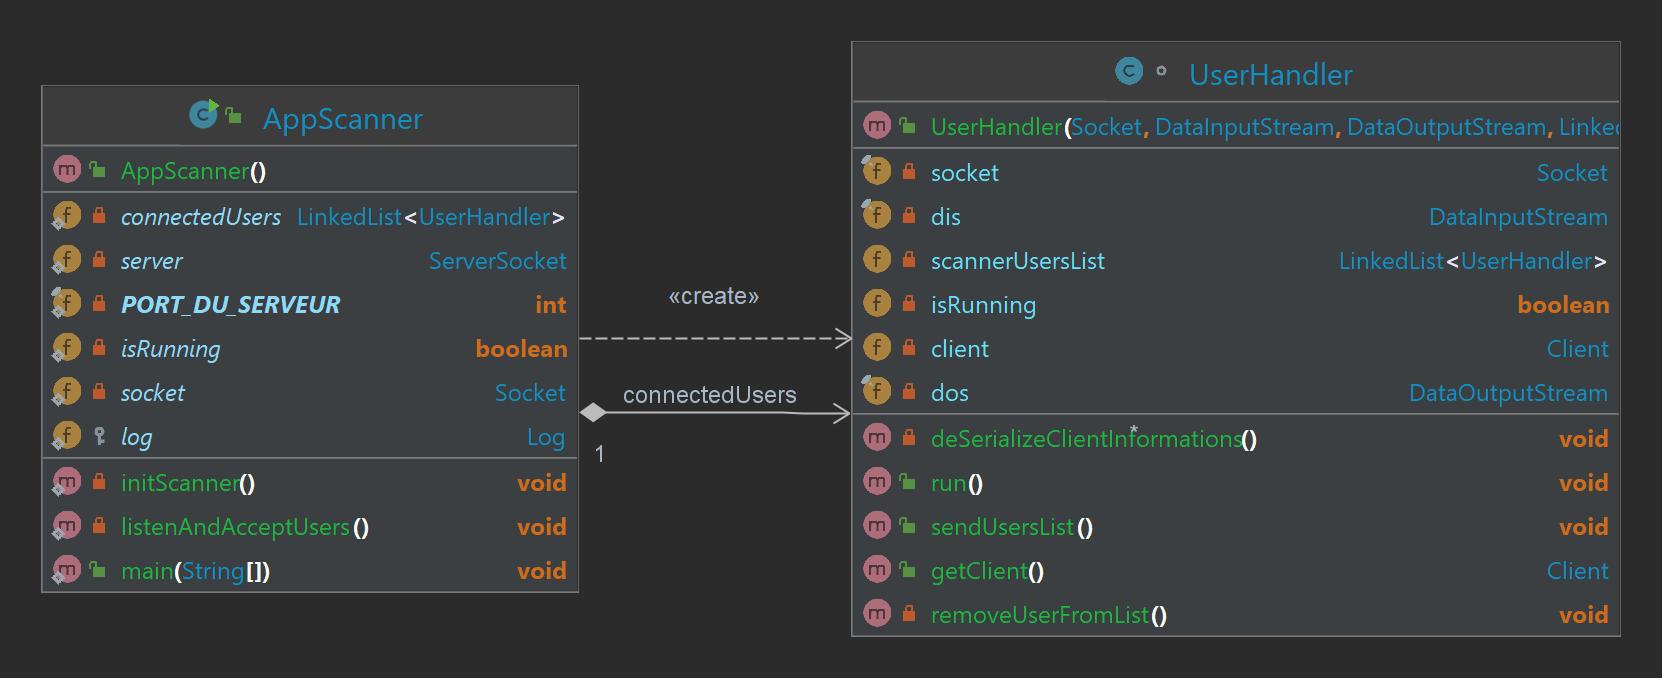 AppScanner
AppScanner()
connectedUsers LinkedList<UserHandler>
server ServerSocket
PORT_DU_SERVEUR int
isRunning boolean
socket Socket
log Log
initScanner() void
listenAndAcceptUsers() void
main(String[]) void
«create»
connectedUsers
1
*
UserHandler
UserHandler(Socket, DataInputStream, DataOutputStream, Linke
socket Socket
dis DataInputStream
scannerUsersList LinkedList<UserHandler>
isRunning boolean
client Client
dos DataOutputStream
deSerializeClientInformations() void
run() void
sendUsersList() void
getClient() Client
removeUserFromList() void